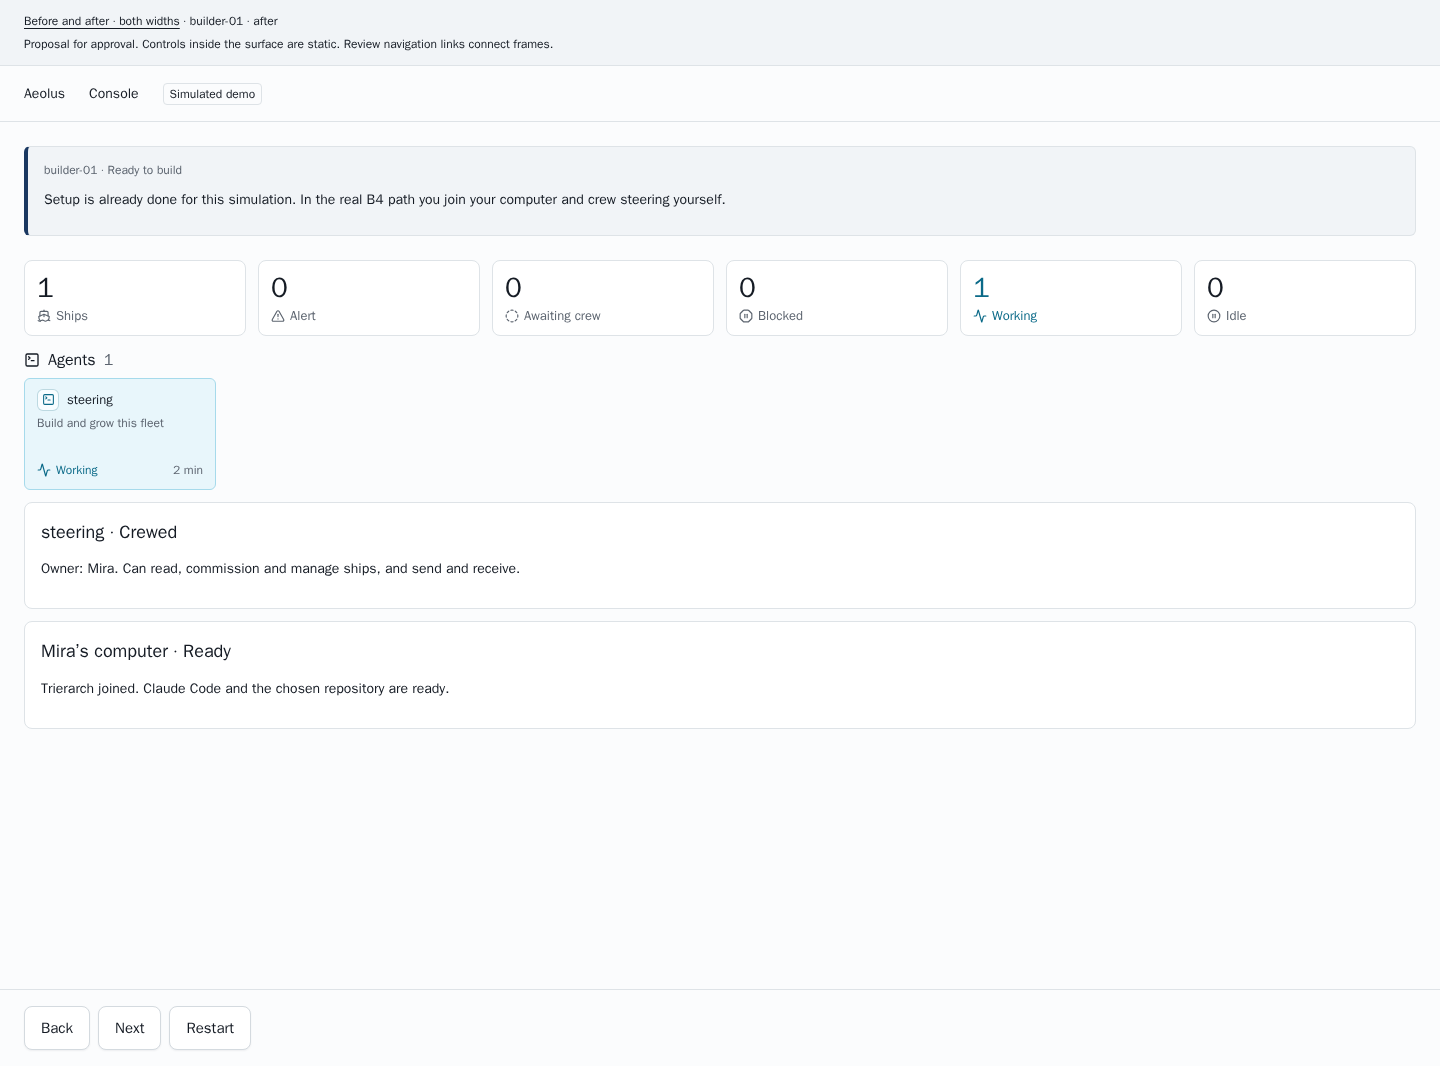 Before and after · both widths · builder-01 · after
Proposal for approval. Controls inside the surface are static. Review navigation links connect frames.
Aeolus Console Simulated demo
builder-01 · Ready to build
Setup is already done for this simulation. In the real B4 path you join your computer and crew steering yourself.
1 0 0 0 1 0
Ships Alert Awaiting crew Blocked Working Idle
Agents 1
steering
Build and grow this fleet
Working 2 min
steering · Crewed
Owner: Mira. Can read, commission and manage ships, and send and receive.
Mira's computer · Ready
Trierarch joined. Claude Code and the chosen repository are ready.
Back Next Restart